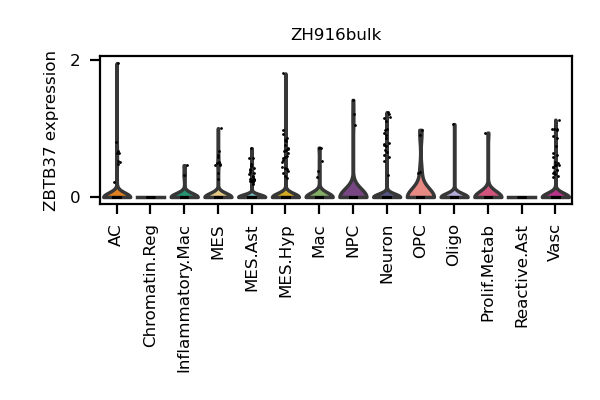 ZH916bulk
ZBTB37 expression
2
0
AC
Chromatin.Reg
Inflammatory.Mac
MES
MES.Ast
MES.Hyp
Mac
NPC
Neuron
OPC
Oligo
Prolif.Metab
Reactive.Ast
Vasc